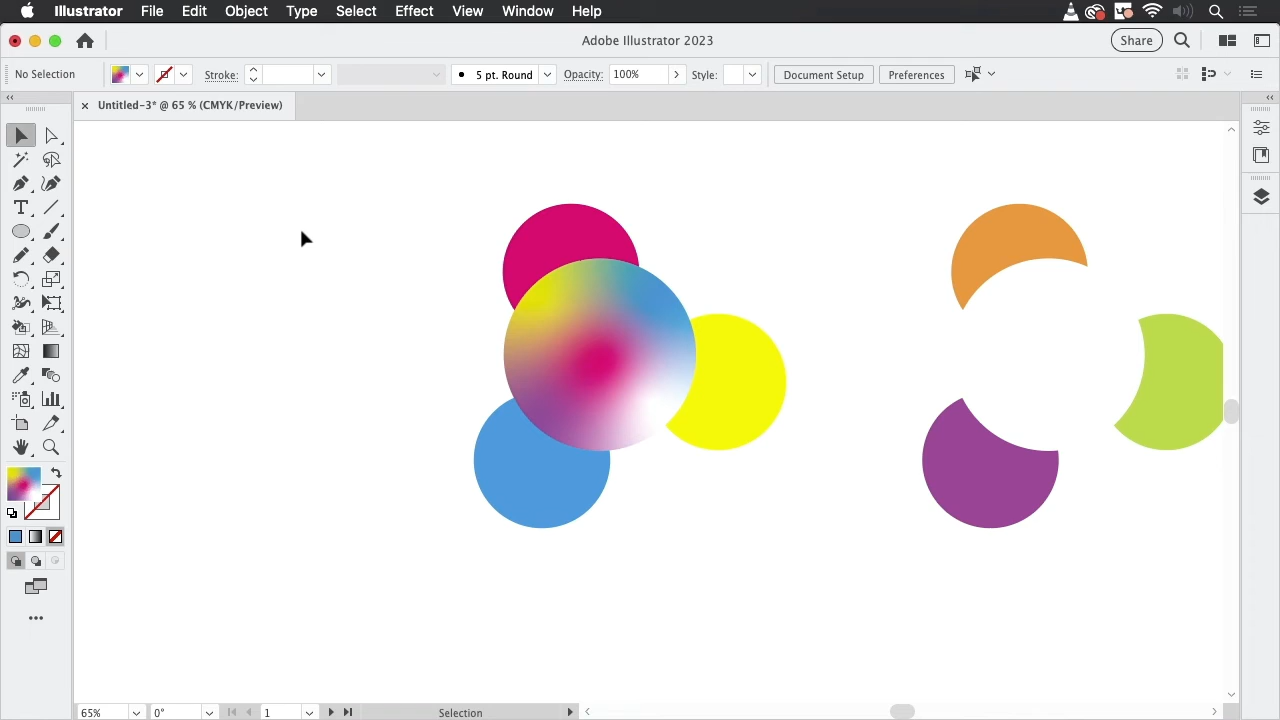 Illustrator File Edit Object Type Select Effect View Window Help
Adobe Illustrator 2023
Share
No Selection Stroke: 5 pt. Round Opacity: 100% Style: Document Setup Preferences
Untitled-3* @ 65 % (CMYK/Preview)
65% 0° 1 Selection